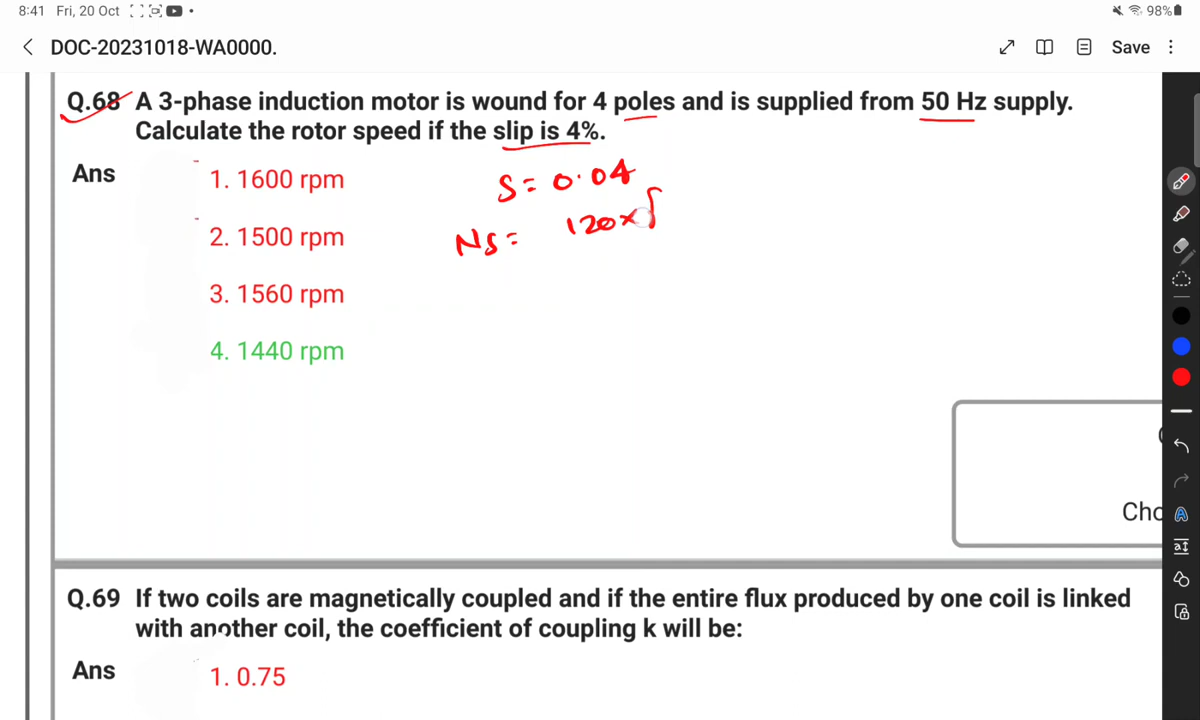 8:41 Fri, 20 Oct
98%
DOC-20231018-WA0000.
Save
Q.68 A 3-phase induction motor is wound for 4 poles and is supplied from 50 Hz supply.
Calculate the rotor speed if the slip is 4%.
Ans
1. 1600 rpm
2. 1500 rpm
3. 1560 rpm
4. 1440 rpm
S = 0.04
Ns = 120×f
Cho
Q.69 If two coils are magnetically coupled and if the entire flux produced by one coil is linked
with another coil, the coefficient of coupling k will be:
Ans
1. 0.75